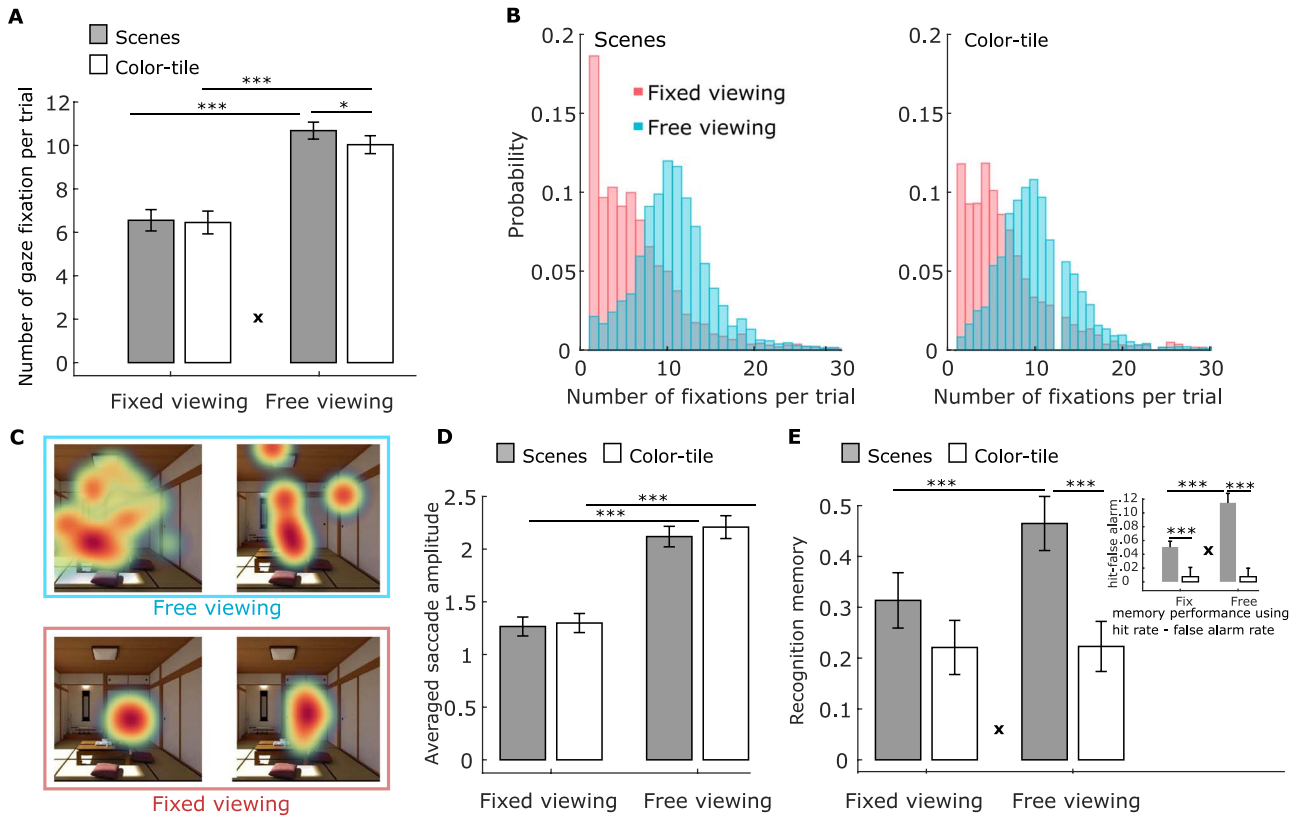 A
Scenes
Color-tile
***
***
*
Number of gaze fixation per trial
12
10
8
6
4
2
0
x
Fixed viewing
Free viewing
B
Scenes
Fixed viewing
Free viewing
Probability
0.2
0.15
0.1
0.05
0
0
10
20
30
Number of fixations per trial
Color-tile
0.2
0.15
0.1
0.05
0
0
10
20
30
Number of fixations per trial
C
Free viewing
Fixed viewing
D
Scenes
Color-tile
***
***
Averaged saccade amplitude
2.5
2
1.5
1
0.5
0
Fixed viewing
Free viewing
E
Scenes
Color-tile
***
***
Recognition memory
0.5
0.4
0.3
0.2
0.1
0
x
Fixed viewing
Free viewing
hit-false alarm
.12
.08
.06
.04
.02
0
***
***
***
x
Fix
Free
memory performance using
hit rate - false alarm rate